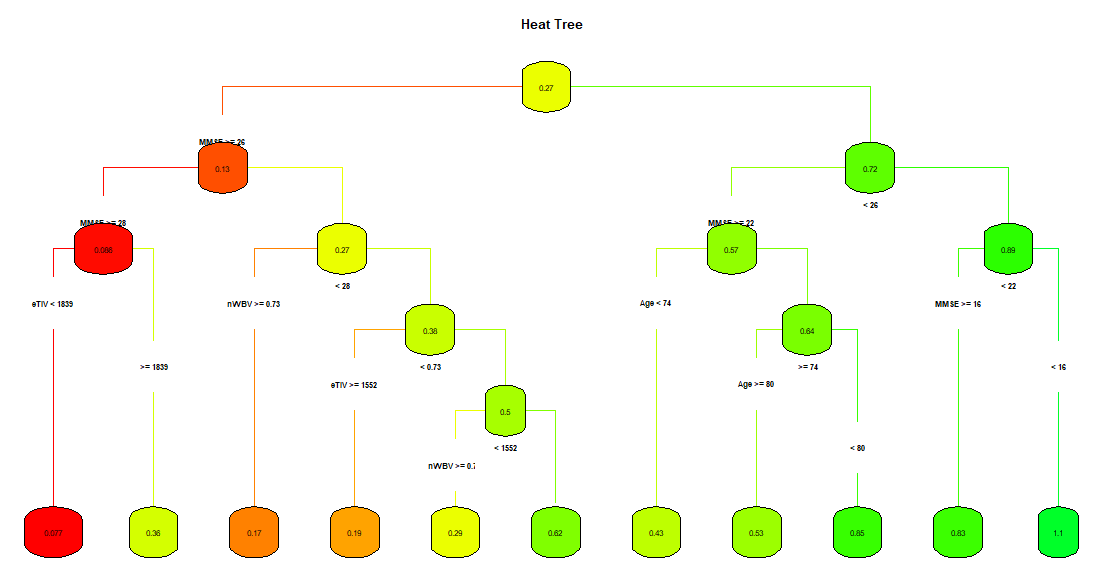 Heat Tree
0.27
MMSE >= 26
0.13
0.72
< 26
MMSE >= 28
MMSE >= 22
0.27
0.57
0.89
< 28
< 22
eTIV < 1839
nWBV >= 0.73
Age < 74
MMSE >= 16
0.38
0.64
>= 1839
< 0.73
>= 74
< 16
eTIV >= 1552
Age >= 80
0.5
< 1552
< 80
nWBV >= 0.7
0.077
0.36
0.17
0.19
0.29
0.62
0.43
0.53
0.85
0.83
1.1